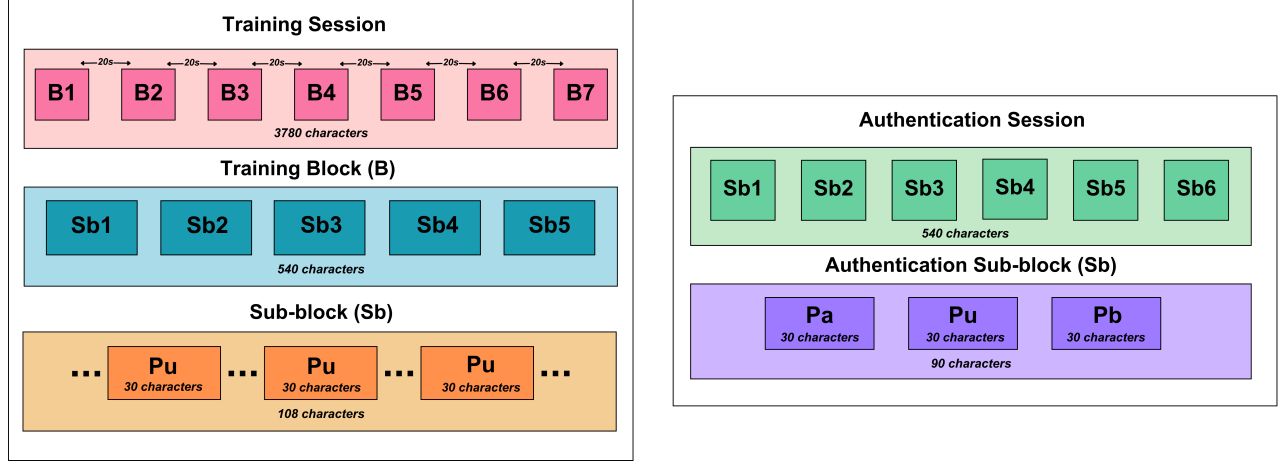 Training Session
20s 20s 20s 20s 20s 20s
B1 B2 B3 B4 B5 B6 B7
3780 characters
Training Block (B)
Sb1 Sb2 Sb3 Sb4 Sb5
540 characters
Sub-block (Sb)
... Pu ... Pu ... Pu ...
30 characters 30 characters 30 characters
108 characters
Authentication Session
Sb1 Sb2 Sb3 Sb4 Sb5 Sb6
540 characters
Authentication Sub-block (Sb)
Pa Pu Pb
30 characters 30 characters 30 characters
90 characters